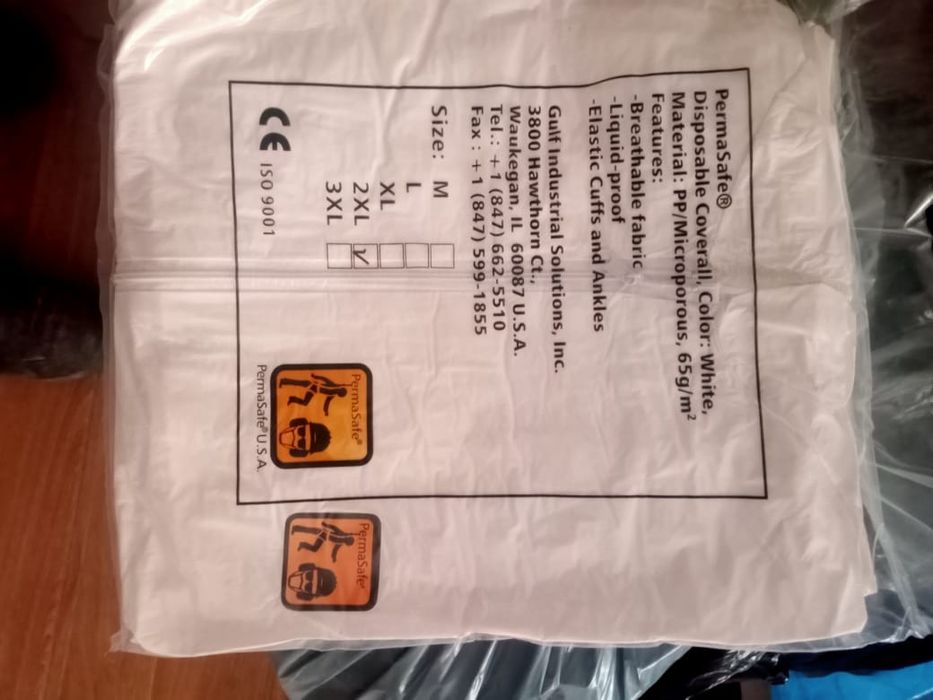 PermaSafe®
Disposable Coverall, Color: White,
Material: PP/Microporous, 65g/m²
Features:
-Breathable fabric
-Liquid-proof
-Elastic Cuffs and Ankles
Gulf Industrial Solutions, Inc.
3800 Hawthorn Ct.,
Waukegan, IL 60087 U.S.A.
Tel.: +1 (847) 662-5510
Fax : +1 (847) 599-1855
Size: M
L
XL
2XL √
3XL
CE ISO 9001
PermaSafe®
PermaSafe® U.S.A.
PermaSafe®